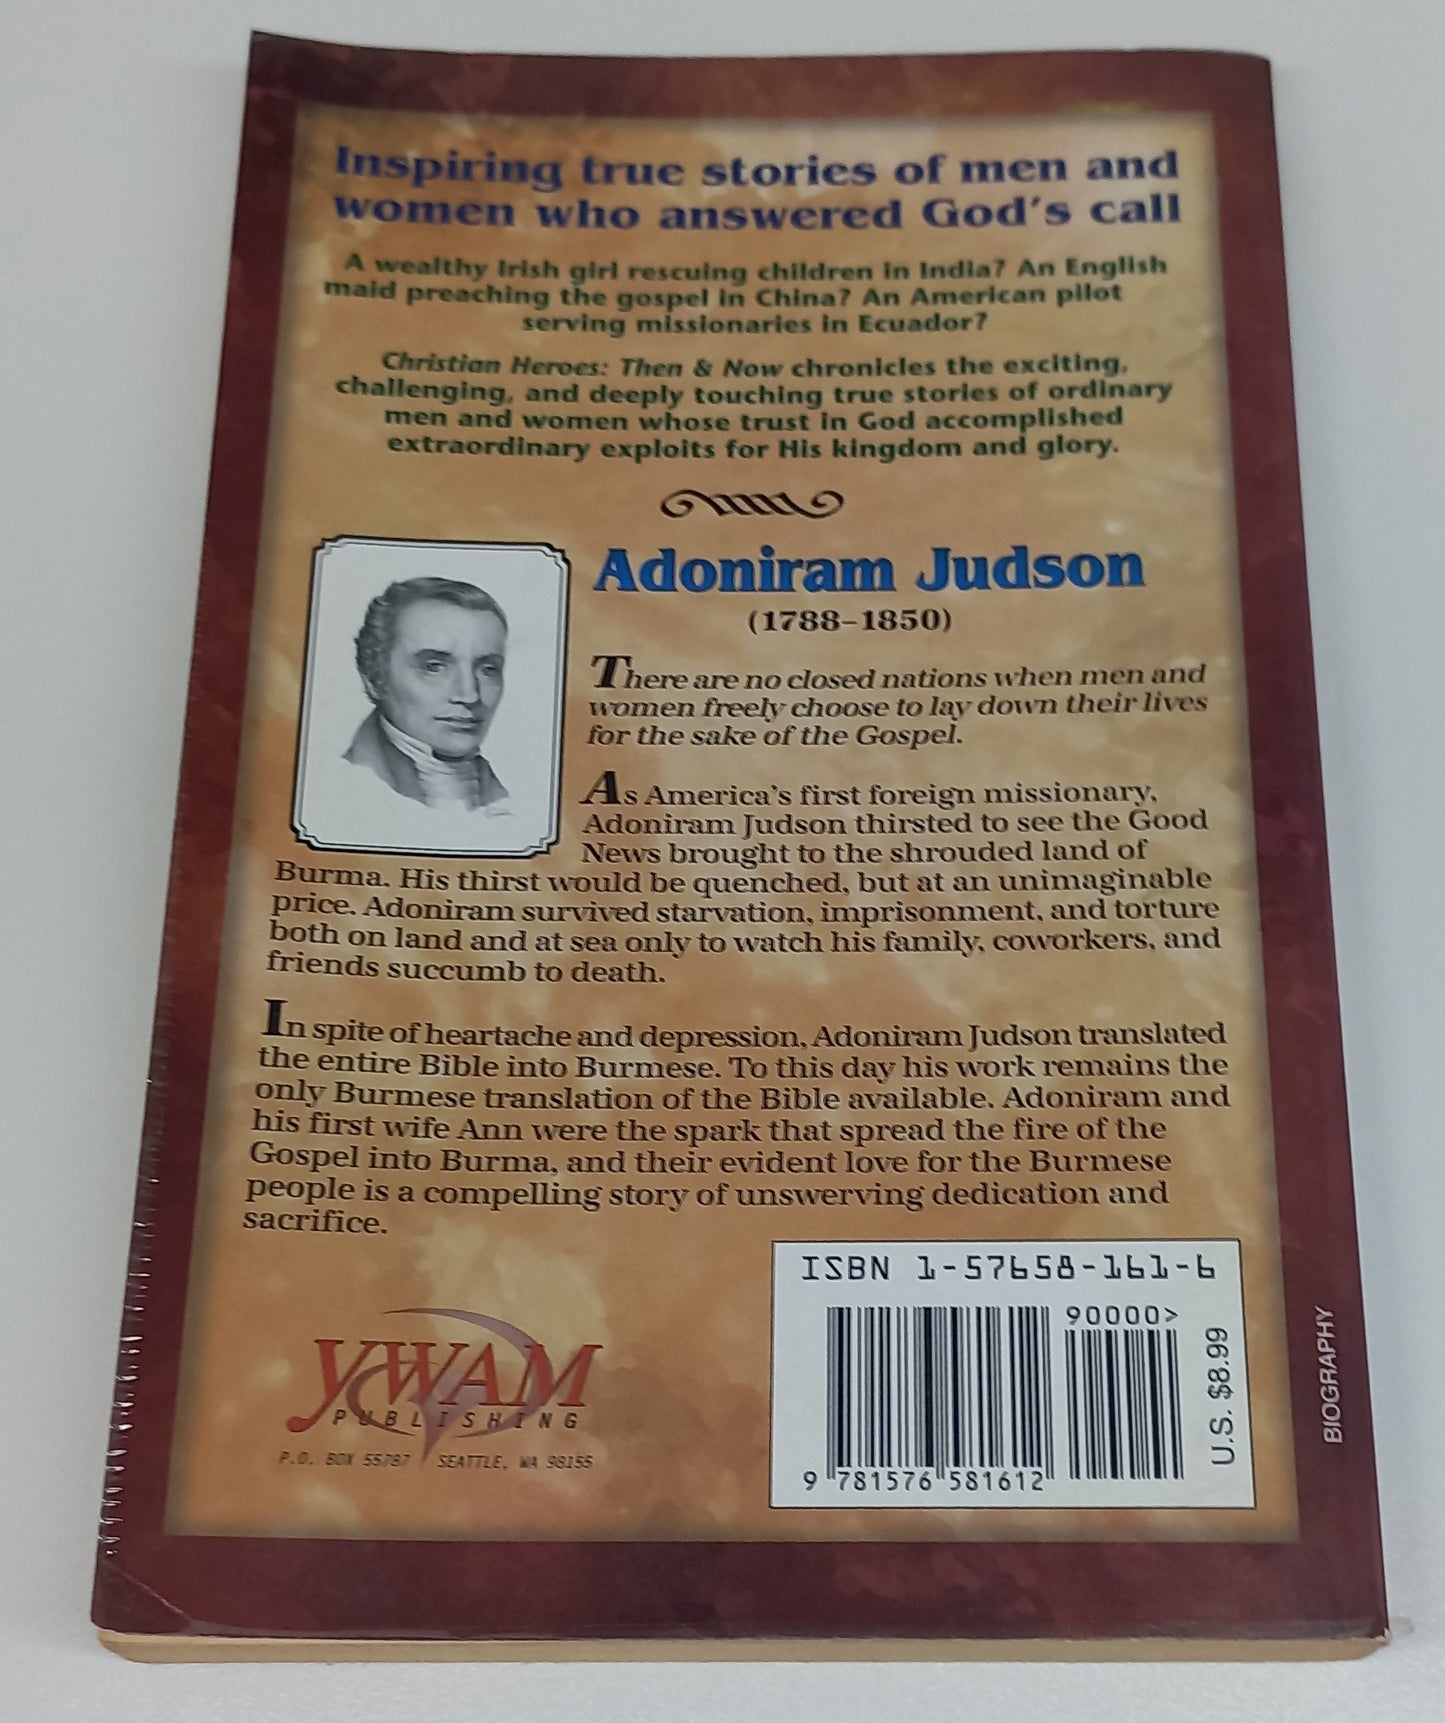 Inspiring true stories of men and
women who answered God's call
A wealthy Irish girl rescuing children in India? An English
maid preaching the gospel in China? An American pilot
serving missionaries in Ecuador?
Christian Heroes: Then & Now chronicles the exciting,
challenging, and deeply touching true stories of ordinary
men and women whose trust in God accomplished
extraordinary exploits for His kingdom and glory.
Adoniram Judson
(1788–1850)
There are no closed nations when men and
women freely choose to lay down their lives
for the sake of the Gospel.
As America's first foreign missionary,
Adoniram Judson thirsted to see the Good
News brought to the shrouded land of
Burma. His thirst would be quenched, but at an unimaginable
price. Adoniram survived starvation, imprisonment, and torture
both on land and at sea only to watch his family, coworkers, and
friends succumb to death.
In spite of heartache and depression, Adoniram Judson translated
the entire Bible into Burmese. To this day his work remains the
only Burmese translation of the Bible available. Adoniram and
his first wife Ann were the spark that spread the fire of the
Gospel into Burma, and their evident love for the Burmese
people is a compelling story of unswerving dedication and
sacrifice.
YWAM
PUBLISHING
P.O. BOX 55787 SEATTLE, WA 98155
ISBN 1-57658-161-6
90000>
9 781576 581612
U.S. $8.99
BIOGRAPHY